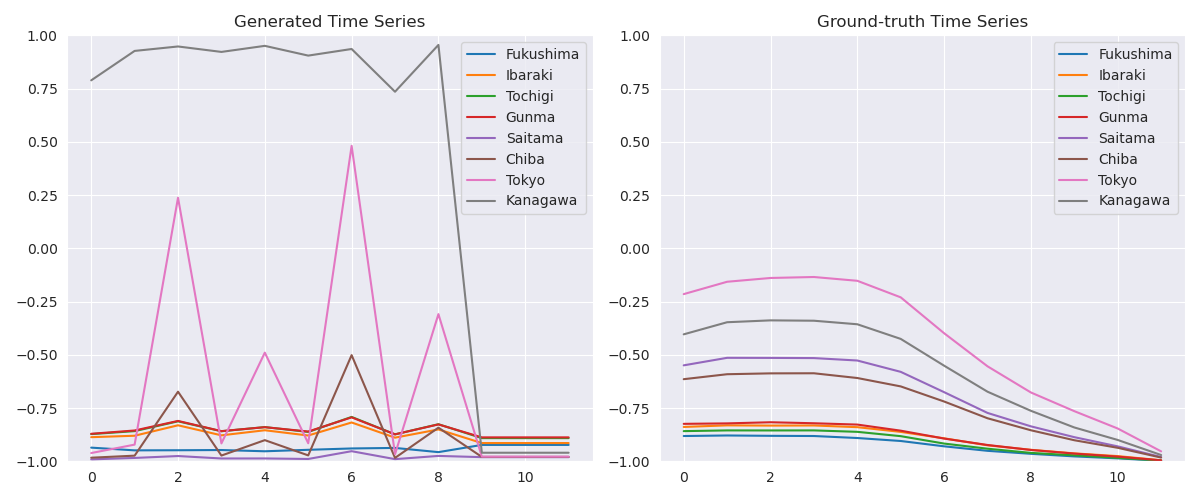 Generated Time Series
1.00
0.75
0.50
0.25
0.00
−0.25
−0.50
−0.75
−1.00
0
2
4
6
8
10
Fukushima
Ibaraki
Tochigi
Gunma
Saitama
Chiba
Tokyo
Kanagawa
Ground-truth Time Series
1.00
0.75
0.50
0.25
0.00
−0.25
−0.50
−0.75
−1.00
0
2
4
6
8
10
Fukushima
Ibaraki
Tochigi
Gunma
Saitama
Chiba
Tokyo
Kanagawa